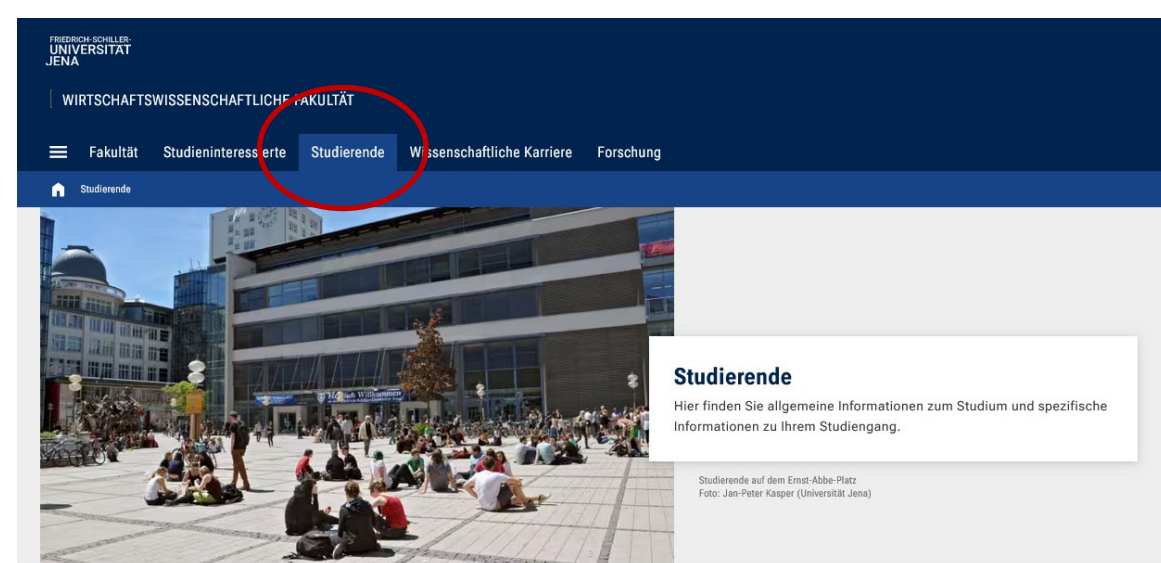 FRIEDRICH-SCHILLER-
UNIVERSITÄT
JENA
WIRTSCHAFTSWISSENSCHAFTLICHE FAKULTÄT
Fakultät Studieninteressierte Studierende Wissenschaftliche Karriere Forschung
Studierende
Herzlich Willkommen
Studierende
Hier finden Sie allgemeine Informationen zum Studium und spezifische
Informationen zu Ihrem Studiengang.
Studierende auf dem Ernst-Abbe-Platz
Foto: Jan-Peter Kasper (Universität Jena)